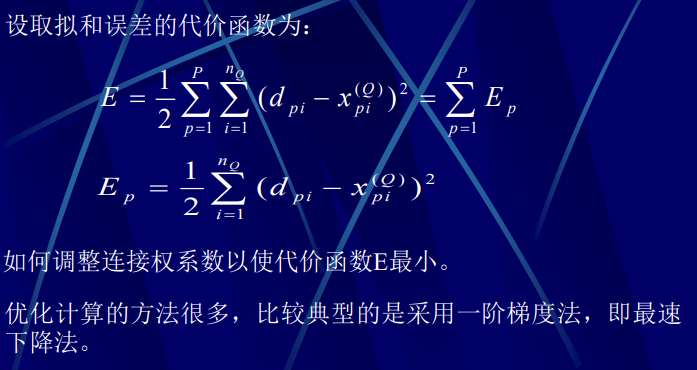 设取拟和误差的代价函数为：
E = \frac{1}{2} \sum_{p=1}^{P} \sum_{i=1}^{n_Q} (d_{pi} - x_{pi}^{(Q)})^2 = \sum_{p=1}^{P} E_p
E_p = \frac{1}{2} \sum_{i=1}^{n_Q} (d_{pi} - x_{pi}^{(Q)})^2
如何调整连接权系数以使代价函数E最小。
优化计算的方法很多，比较典型的是采用一阶梯度法，即最速
下降法。